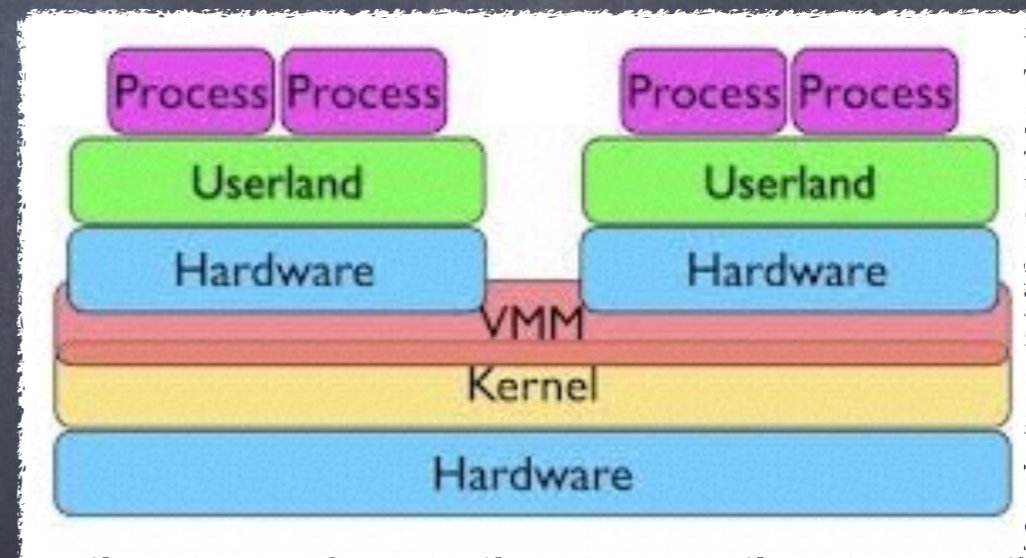 Process Process Process Process
Userland Userland
Hardware Hardware
VMM
Kernel
Hardware